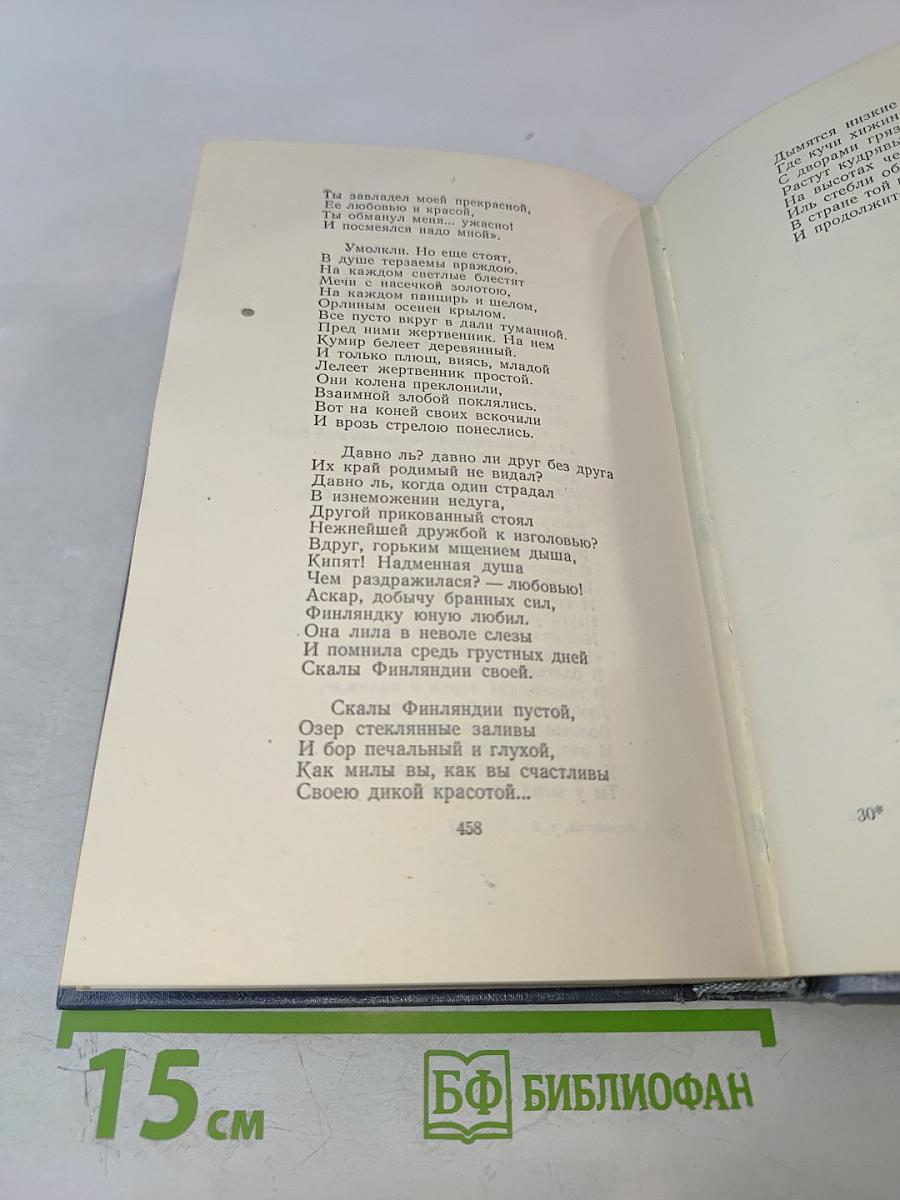 Ты завладел моей прекрасной,
Ее любовью и красой,
Ты обманул меня... ужасно!
И посмеялся надо мной».
Умолкли. Но еще стоят,
В душе терзаемы враждою.
На каждом светлые блестят
Мечи с насечкой золотою,
На каждом панцирь и шелом,
Орлиным осенен крылом.
Все пусто вкруг в дали туманной.
Пред ними жертвенник. На нем
Кумир белеет деревянный.
И только плющ, виясь, младой
Лелеет жертвенник простой.
Они колена преклонили,
Взаимной злобой поклялись.
Вот на коней своих вскочили
И врозь стрелою понеслись.
Давно ль? давно ли друг без друга
Их край родимый не видал?
Давно ль, когда один страдал
В изнеможении недуга,
Другой прикованный стоял
Нежнейшей дружбой к изголовью?
Вдруг, горьким мщением дыша,
Кипят! Надменная душа
Чем раздражилася? — любовью!
Аскар, добычу бранных сил,
Финляндку юную любил.
Она лила в неволе слезы
И помнила средь грустных дней
Скалы Финляндии своей.
Скалы Финляндии пустой,
Озер стеклянные заливы
И бор печальный и глухой,
Как милы вы, как вы счастливы
Своею дикой красотой...
458
Дымятся низкие
Где кучи хижин
С дворами
Растут
На высотах
Иль стебли
В стране той
И
30*
15 см
БФ БИБЛИОФАН